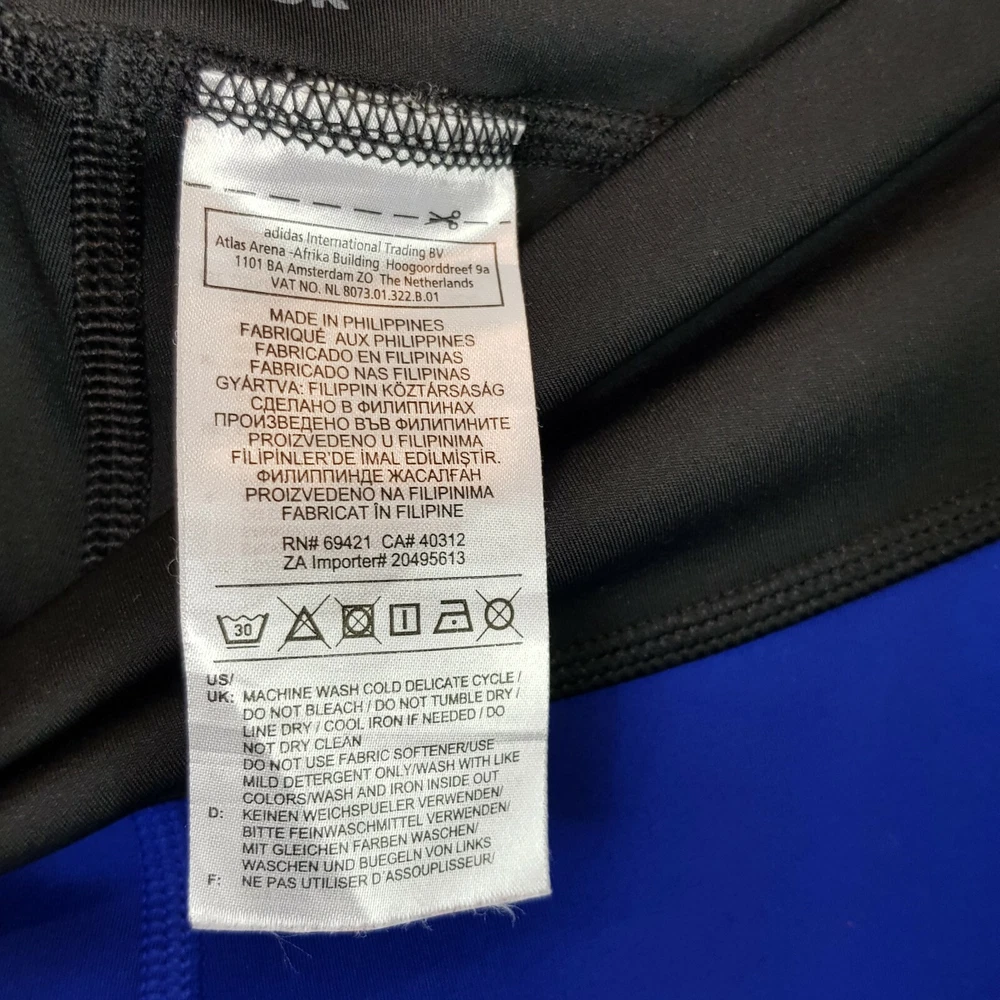 adidas International Trading BV
Atlas Arena -Afrika Building Hoogoorddreef 9a
1101 BA Amsterdam ZO The Netherlands
VAT NO. NL 8073.01.322.B.01
MADE IN PHILIPPINES
FABRIQUÉ AUX PHILIPPINES
FABRICADO EN FILIPINAS
FABRICADO NAS FILIPINAS
GYÁRTVA: FILIPPIN KÖZTÁRSASÁG
СДЕЛАНО В ФИЛИППИНАХ
ПРОИЗВЕДЕНО ВЪВ ФИЛИПИНИТЕ
PROIZVEDENO U FILIPINIMA
FİLİPİNLER'DE İMAL EDİLMİŞTİR.
ФИЛИППИНДЕ ЖАСАЛҒАН
PROIZVEDENO NA FILIPINIMA
FABRICAT ÎN FILIPINE
RN# 69421 CA# 40312
ZA Importer# 20495613
30
US/
UK: MACHINE WASH COLD DELICATE CYCLE /
DO NOT BLEACH / DO NOT TUMBLE DRY /
LINE DRY / COOL IRON IF NEEDED / DO
NOT DRY CLEAN
DO NOT USE FABRIC SOFTENER/USE
MILD DETERGENT ONLY/WASH WITH LIKE
COLORS/WASH AND IRON INSIDE OUT
D: KEINEN WEICHSPUELER VERWENDEN/
BITTE FEINWASCHMITTEL VERWENDEN/
MIT GLEICHEN FARBEN WASCHEN/
WASCHEN UND BUEGELN VON LINKS
F: NE PAS UTILISER D'ASSOUPLISSEUR/